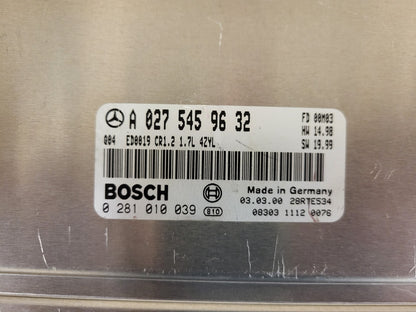 A 027 545 96 32
FD 00M03
HW 14.98
Q04 ED0019 CR1.2 1.7L 4ZYL
SW 19.99
BOSCH
Made in Germany
0 281 010 039
810
03.03.00 28RTES34
08303 1112 0076